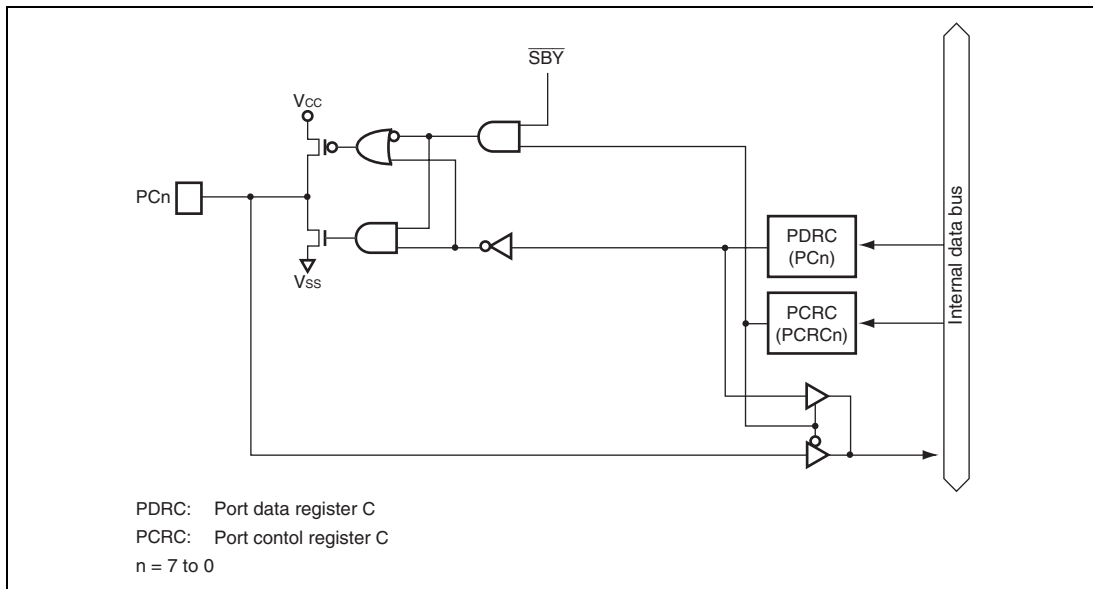 S̅B̅Y̅
VCC
PCn
VSS
PDRC
(PCn)
PCRC
(PCRCn)
Internal data bus
PDRC: Port data register C
PCRC: Port contol register C
n = 7 to 0